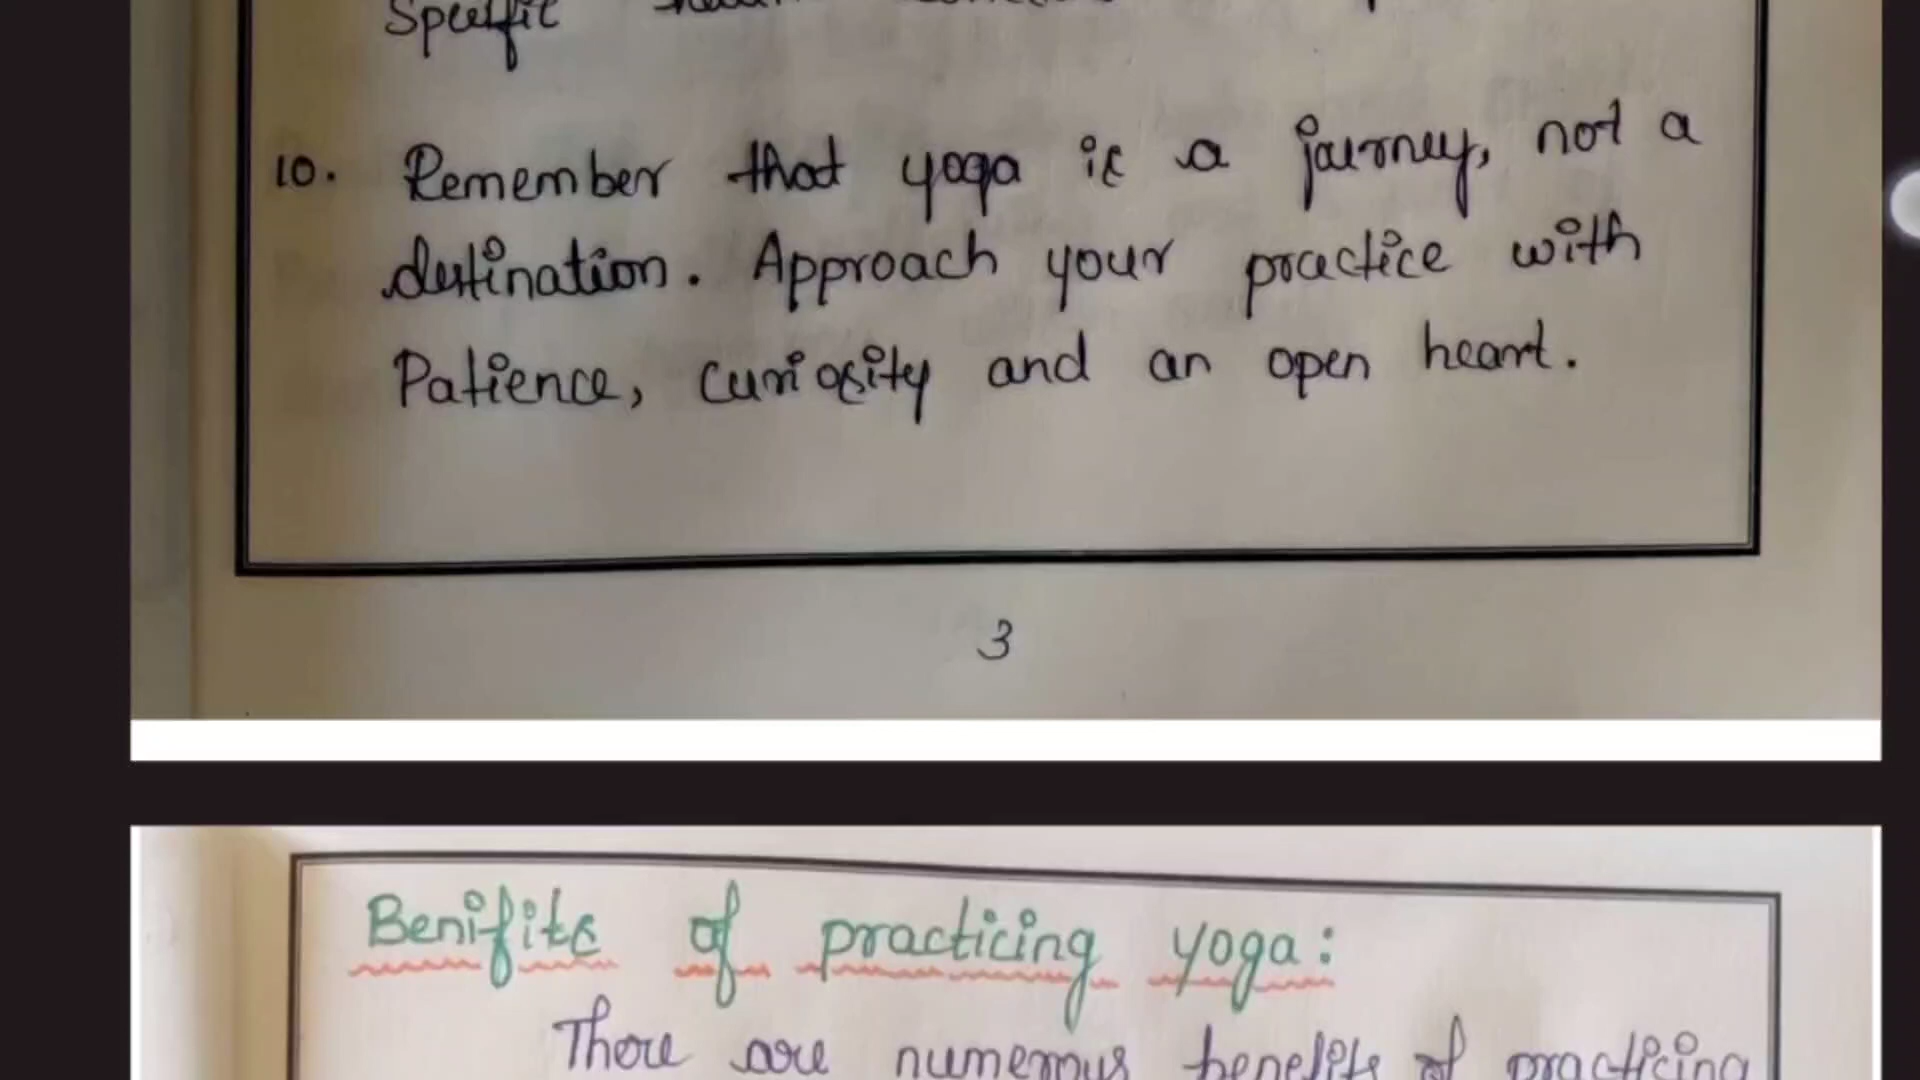 Specific
10. Remember that yoga is a journey, not a
destination. Approach your practice with
Patience, curiosity and an open heart.
3
Benifits of practicing yoga:
There are numerous benefits of practicing